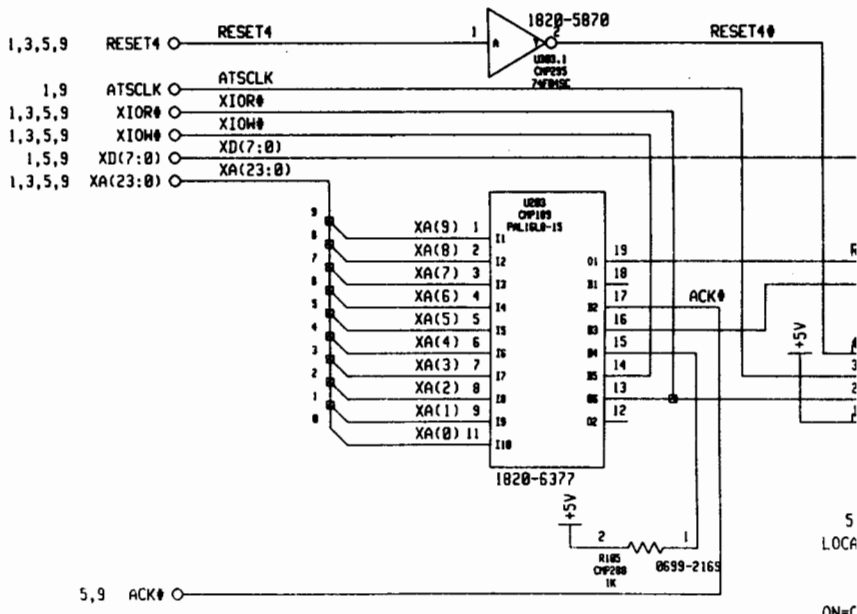 1820-5870
RESET4 1 2 RESET4#
1,3,5,9 RESET4 A
U303.1
ATSCLK
1,9 ATSCLK
XIOR#
1,3,5,9 XIOR#
XIOW#
1,3,5,9 XIOW#
XD(7:0)
1,5,9 XD(7:0)
XA(23:0)
1,3,5,9 XA(23:0)
U203
CMP189
PAL16L8-15
9 XA(9) 1 I1
8 XA(8) 2 I2 O1 19 R
7 XA(7) 3 I3 B1 18
6 XA(6) 4 I4 B2 17 ACK#
5 XA(5) 5 I5 B3 16
4 XA(4) 6 I6 B4 15 +5V
3 XA(3) 7 I7 B5 14 3
2 XA(2) 8 I8 B6 13 2
1 XA(1) 9 I9 O2 12
0 XA(0) 11 I10
1820-6377
+5V
2 1
R105 0699-2165
1K
5
LOCA
5,9 ACK#
ON=